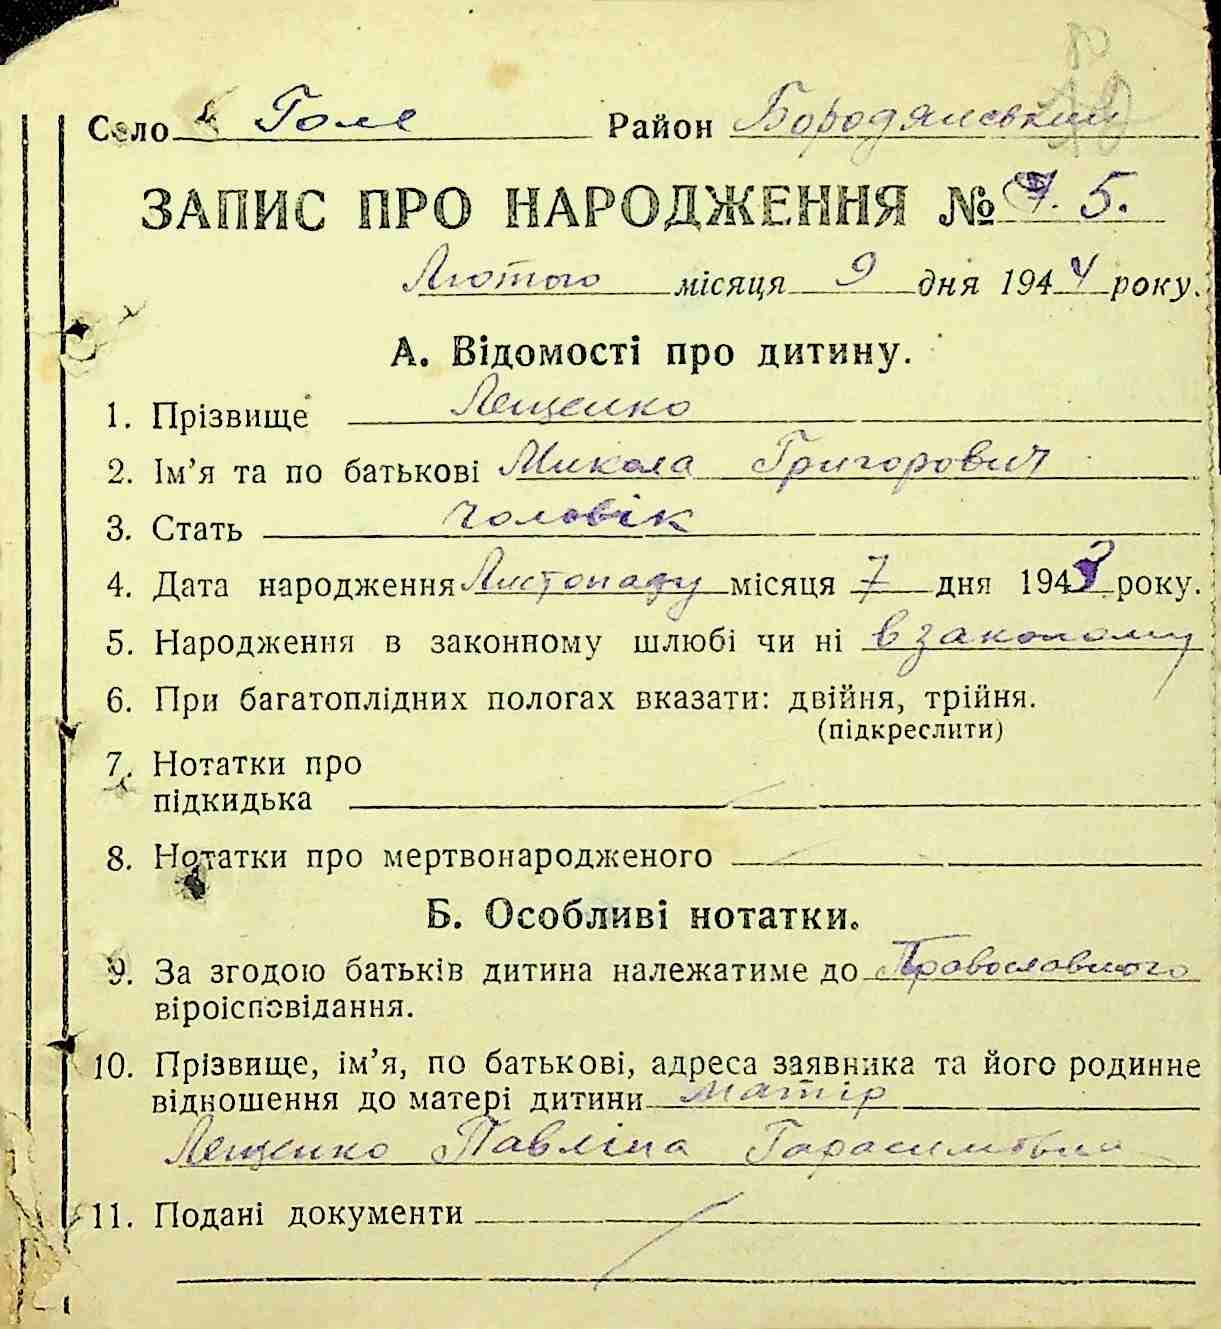 Село Голе Район Бородянський
ЗАПИС ПРО НАРОДЖЕННЯ № 5.
Лютого місяця 9 дня 1944 року.
А. Відомості про дитину.
1. Прізвище Лещенко
2. Ім'я та по батькові Микола Григорович
3. Стать чоловік
4. Дата народження Листопаду місяця 7 дня 1943 року.
5. Народження в законному шлюбі чи ні в законому
6. При багатоплідних пологах вказати: двійня, трійня.
(підкреслити)
7. Нотатки про
підкидька
8. Нотатки про мертвонародженого
Б. Особливі нотатки.
9. За згодою батьків дитина належатиме до Православного
віроісповідання.
10. Прізвище, ім'я, по батькові, адреса заявника та його родинне
відношення до матері дитини матір
Лещенко Павліна Гарасимовна
11. Подані документи